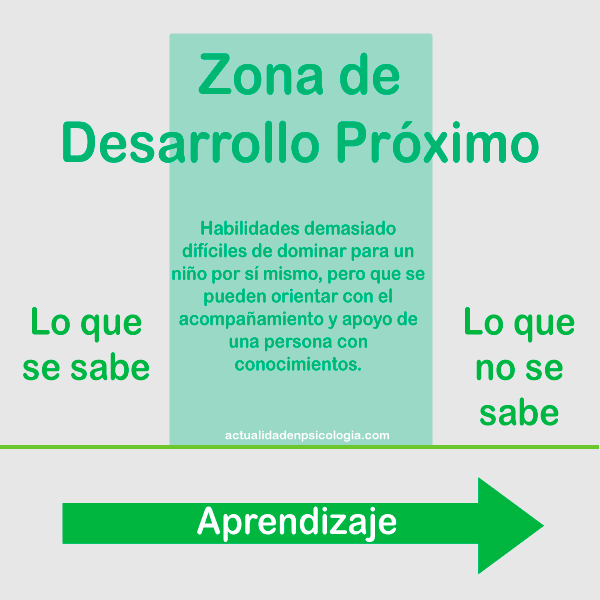 Zona de
Desarrollo Próximo
Habilidades demasiado
difíciles de dominar para un
niño por sí mismo, pero que se
pueden orientar con el
acompañamiento y apoyo de
una persona con
conocimientos.
Lo que
se sabe
Lo que
no se
sabe
actualidadenpsicologia.com
Aprendizaje